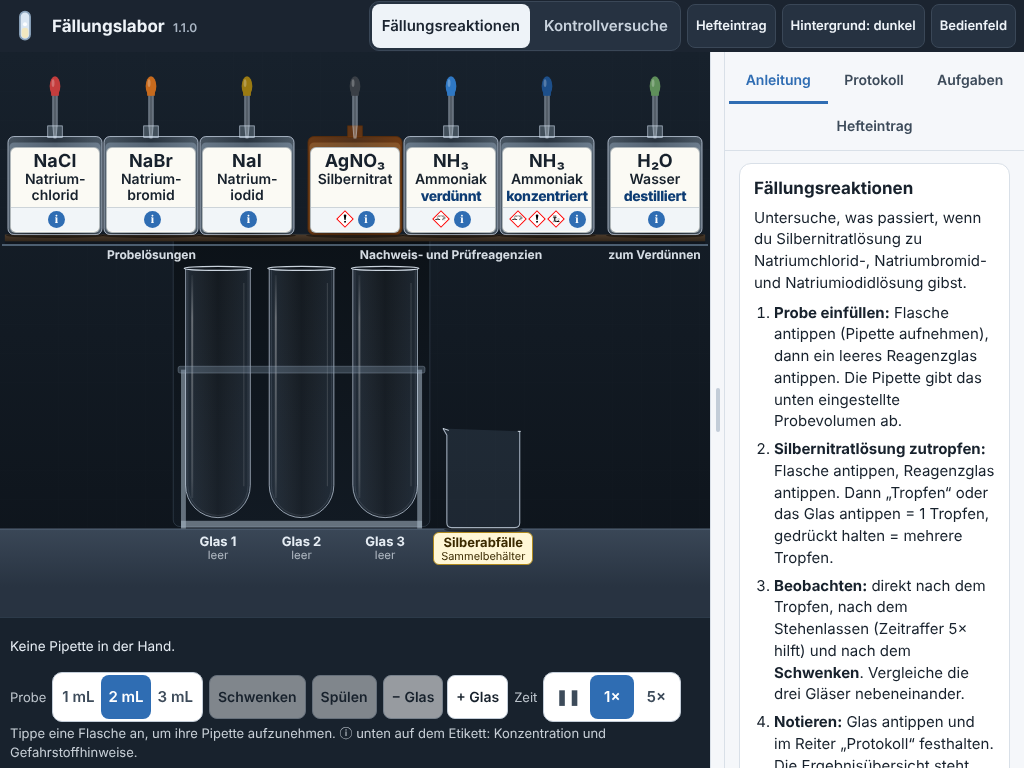 Fällungslabor 1.1.0
Fällungsreaktionen
Kontrollversuche
Hefteintrag
Hintergrund: dunkel
Bedienfeld
NaCl
Natrium-
chlorid
i
NaBr
Natrium-
bromid
i
NaI
Natrium-
iodid
i
AgNO₃
Silbernitrat
i
NH₃
Ammoniak
verdünnt
i
NH₃
Ammoniak
konzentriert
i
H₂O
Wasser
destilliert
i
Probelösungen
Nachweis- und Prüfreagenzien
zum Verdünnen
Glas 1
leer
Glas 2
leer
Glas 3
leer
Silberabfälle
Sammelbehälter
Keine Pipette in der Hand.
Probe
1 mL
2 mL
3 mL
Schwenken
Spülen
− Glas
+ Glas
Zeit
❚❚
1×
5×
Tippe eine Flasche an, um ihre Pipette aufzunehmen. ⓘ unten auf dem Etikett: Konzentration und
Gefahrstoffhinweise.
Anleitung
Protokoll
Aufgaben
Hefteintrag
Fällungsreaktionen
Untersuche, was passiert, wenn
du Silbernitratlösung zu
Natriumchlorid-, Natriumbromid-
und Natriumiodidlösung gibst.
1. Probe einfüllen: Flasche
antippen (Pipette aufnehmen),
dann ein leeres Reagenzglas
antippen. Die Pipette gibt das
unten eingestellte
Probevolumen ab.
2. Silbernitratlösung zutropfen:
Flasche antippen, Reagenzglas
antippen. Dann „Tropfen“ oder
das Glas antippen = 1 Tropfen,
gedrückt halten = mehrere
Tropfen.
3. Beobachten: direkt nach dem
Tropfen, nach dem
Stehenlassen (Zeitraffer 5×
hilft) und nach dem
Schwenken. Vergleiche die
drei Gläser nebeneinander.
4. Notieren: Glas antippen und
im Reiter „Protokoll“ festhalten.
Die Ergebnisübersicht steht